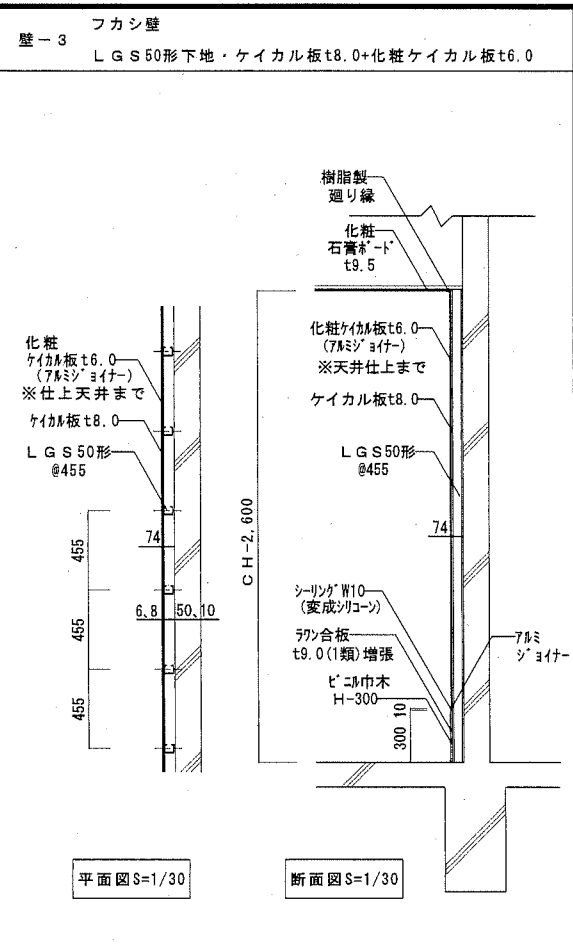 壁－3
フカシ壁
ＬＧＳ50形下地・ケイカル板t8.0+化粧ケイカル板t6.0
化粧
ケイカル板t6.0
(アルミジョイナー)
※仕上天井まで
ケイカル板t8.0
ＬＧＳ50形
@455
74
455
6、8
50、10
455
455
平面図S=1/30
樹脂製
廻り縁
化粧
石膏ボード
t9.5
化粧ケイカル板t6.0
(アルミジョイナー)
※天井仕上まで
ケイカル板t8.0
ＬＧＳ50形
@455
ＣＨ-2,600
74
シーリングW10
(変成シリコーン)
ラワン合板
t9.0(1類)増張
アルミ
ジョイナー
ビニル巾木
H-300
10
300
断面図S=1/30